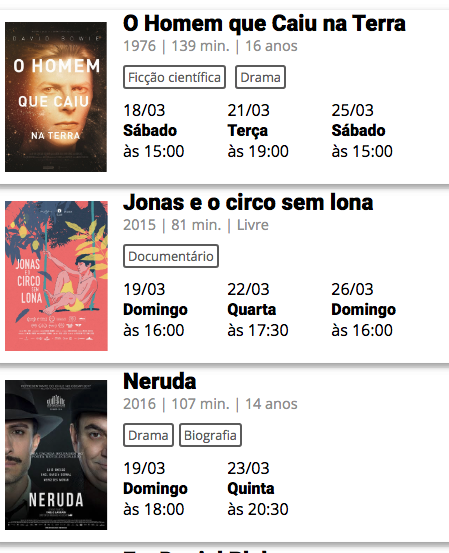 DAVID BOWIE
O HOMEM
QUE CAIU
NA TERRA
O Homem que Caiu na Terra
1976 | 139 min. | 16 anos
Ficção científica Drama
18/03 21/03 25/03
Sábado Terça Sábado
às 15:00 às 19:00 às 15:00
JONAS
E O
CIRCO
SEM
LONA
Jonas e o circo sem lona
2015 | 81 min. | Livre
Documentário
19/03 22/03 26/03
Domingo Quarta Domingo
às 16:00 às 17:30 às 16:00
NERUDA
Neruda
2016 | 107 min. | 14 anos
Drama Biografia
19/03 23/03
Domingo Quinta
às 18:00 às 20:30